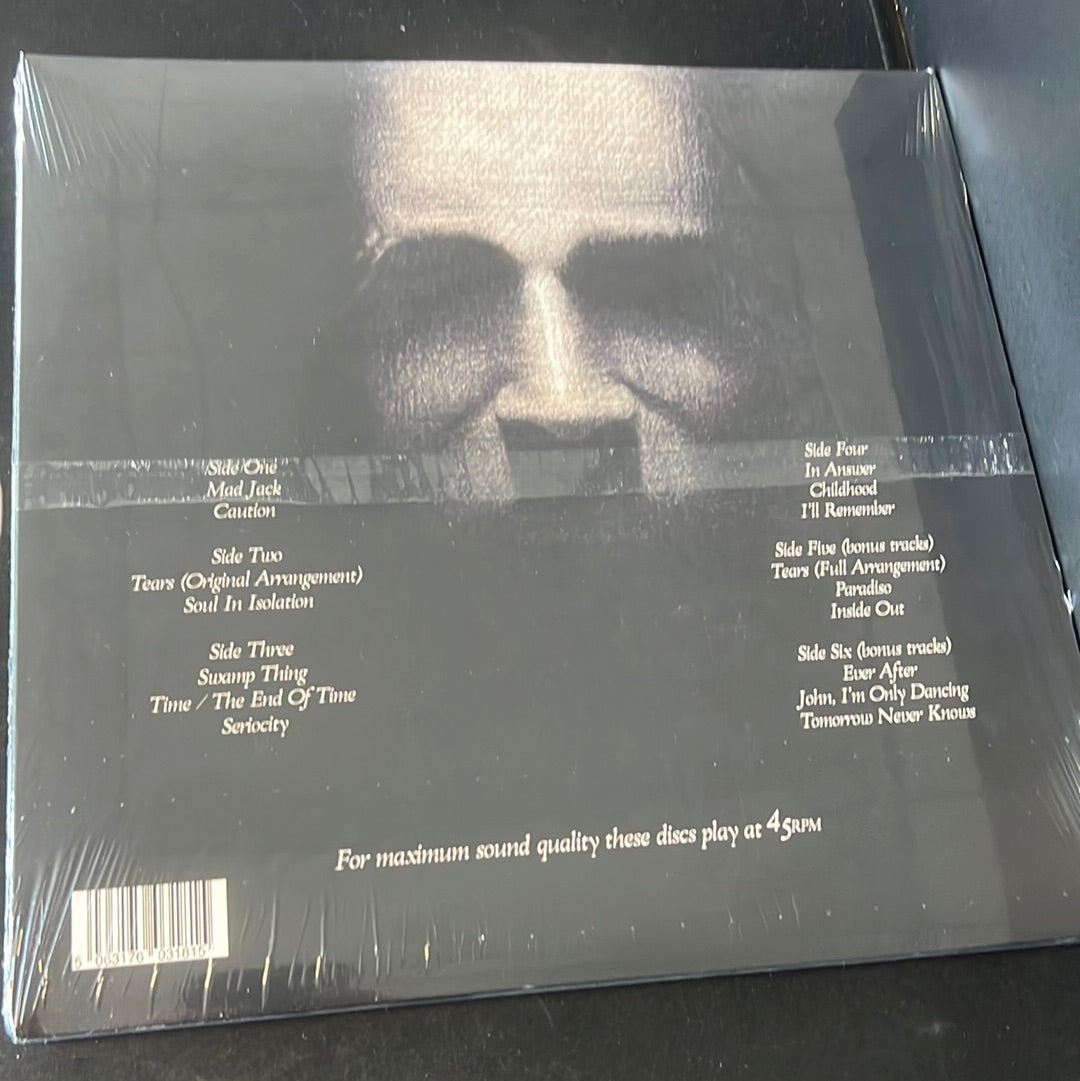 Side One
Mad Jack
Caution
Side Two
Tears (Original Arrangement)
Soul In Isolation
Side Three
Swamp Thing
Time / The End Of Time
Seriocity
Side Four
In Answer
Childhood
I'll Remember
Side Five (bonus tracks)
Tears (Full Arrangement)
Paradiso
Inside Out
Side Six (bonus tracks)
Ever After
John, I'm Only Dancing
Tomorrow Never Knows
For maximum sound quality these discs play at 45RPM